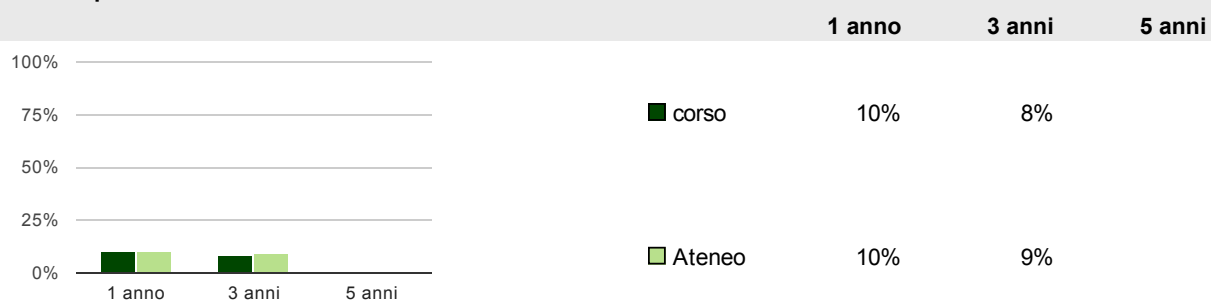 1 anno 3 anni 5 anni
100%
75%
50%
25%
0%
1 anno 3 anni 5 anni
corso 10% 8%
Ateneo 10% 9%